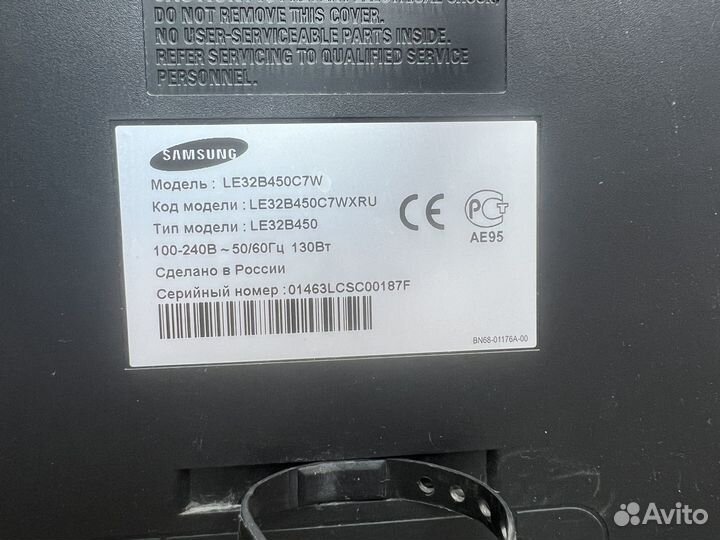 DO NOT REMOVE THIS COVER.
NO USER-SERVICEABLE PARTS INSIDE.
REFER SERVICING TO QUALIFIED SERVICE
PERSONNEL.
SAMSUNG
Модель : LE32B450C7W
Код модели : LE32B450C7WXRU
Тип модели : LE32B450
100-240В ~ 50/60Гц 130Вт
Сделано в России
Серийный номер :01463LCSC00187F
CE
РСТ
АЕ95
BN68-01176A-00
Avito